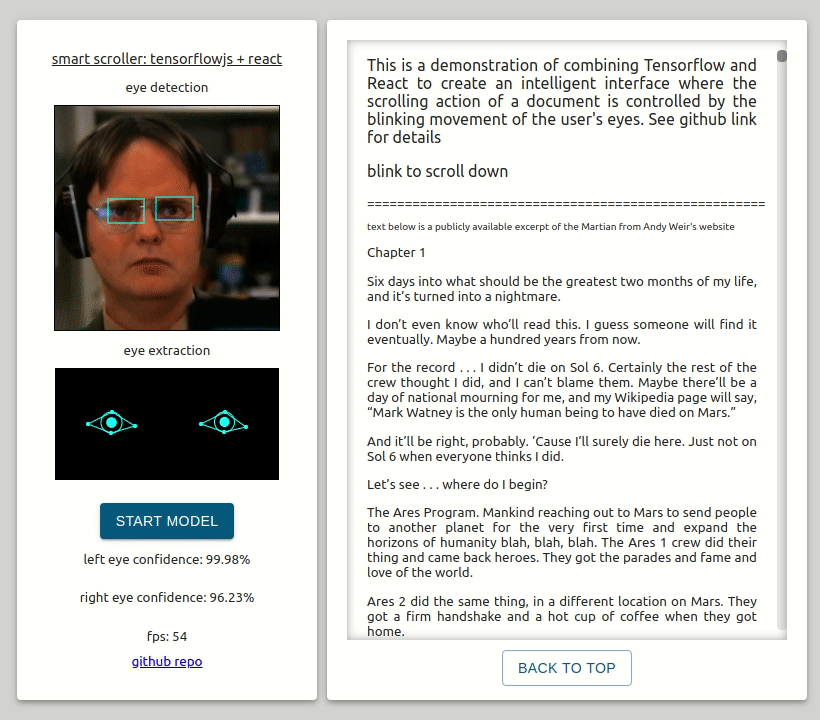 smart scroller: tensorflowjs + react
eye detection
eye extraction
START MODEL
left eye confidence: 99.98%
right eye confidence: 96.23%
fps: 54
github repo
This is a demonstration of combining Tensorflow and
React to create an intelligent interface where the
scrolling action of a document is controlled by the
blinking movement of the user's eyes. See github link
for details
blink to scroll down
=====================================================
text below is a publicly available excerpt of the Martian from Andy Weir's website
Chapter 1
Six days into what should be the greatest two months of my life,
and it’s turned into a nightmare.
I don’t even know who’ll read this. I guess someone will find it
eventually. Maybe a hundred years from now.
For the record . . . I didn’t die on Sol 6. Certainly the rest of the
crew thought I did, and I can’t blame them. Maybe there’ll be a
day of national mourning for me, and my Wikipedia page will say,
“Mark Watney is the only human being to have died on Mars.”
And it’ll be right, probably. ’Cause I’ll surely die here. Just not on
Sol 6 when everyone thinks I did.
Let’s see . . . where do I begin?
The Ares Program. Mankind reaching out to Mars to send people
to another planet for the very first time and expand the
horizons of humanity blah, blah, blah. The Ares 1 crew did their
thing and came back heroes. They got the parades and fame and
love of the world.
Ares 2 did the same thing, in a different location on Mars. They
got a firm handshake and a hot cup of coffee when they got
home.
BACK TO TOP